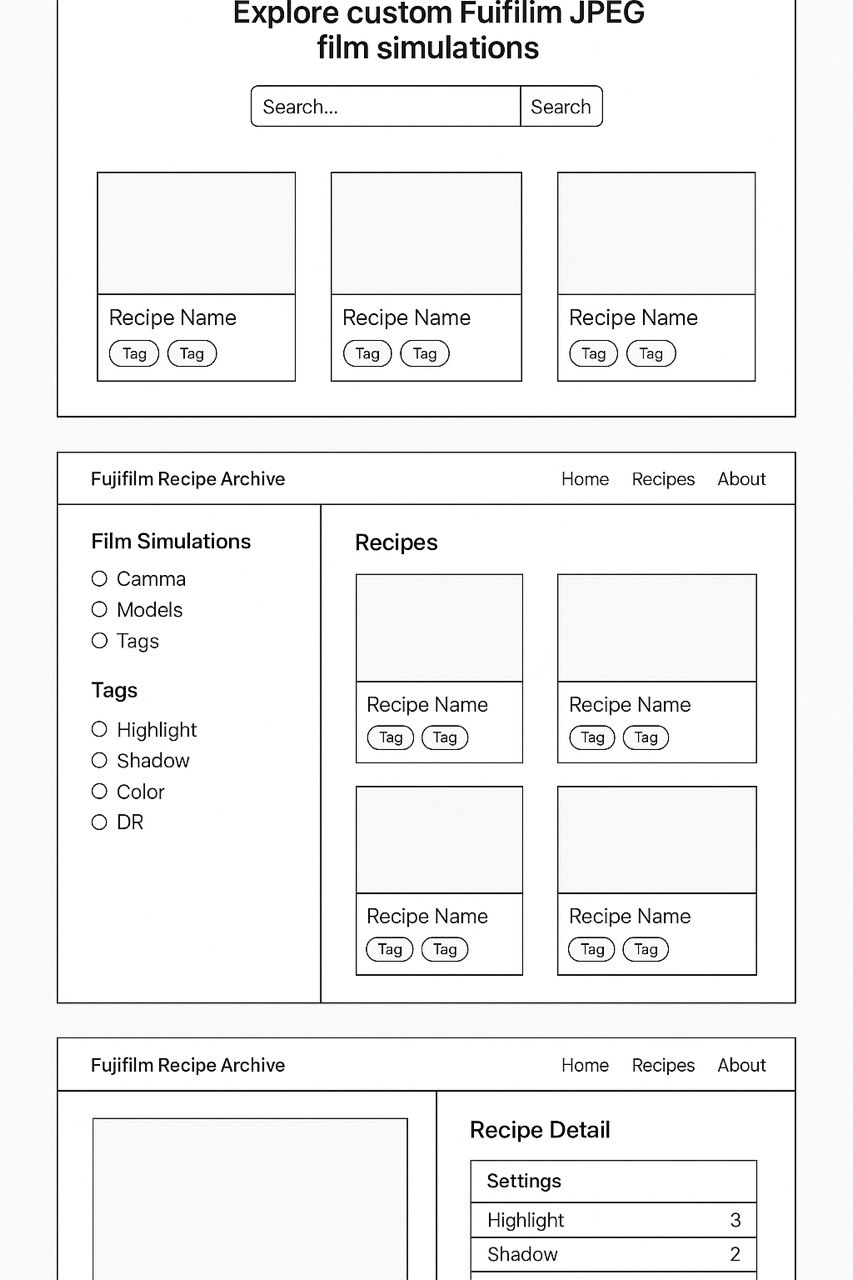 Explore custom Fuifilim JPEG
film simulations
Search...
Search
Recipe Name
Tag Tag
Recipe Name
Tag Tag
Recipe Name
Tag Tag
Fujifilm Recipe Archive
Home Recipes About
Film Simulations
Camma
Models
Tags
Tags
Highlight
Shadow
Color
DR
Recipes
Recipe Name
Tag Tag
Recipe Name
Tag Tag
Recipe Name
Tag Tag
Recipe Name
Tag Tag
Fujifilm Recipe Archive
Home Recipes About
Recipe Detail
Settings
Highlight 3
Shadow 2